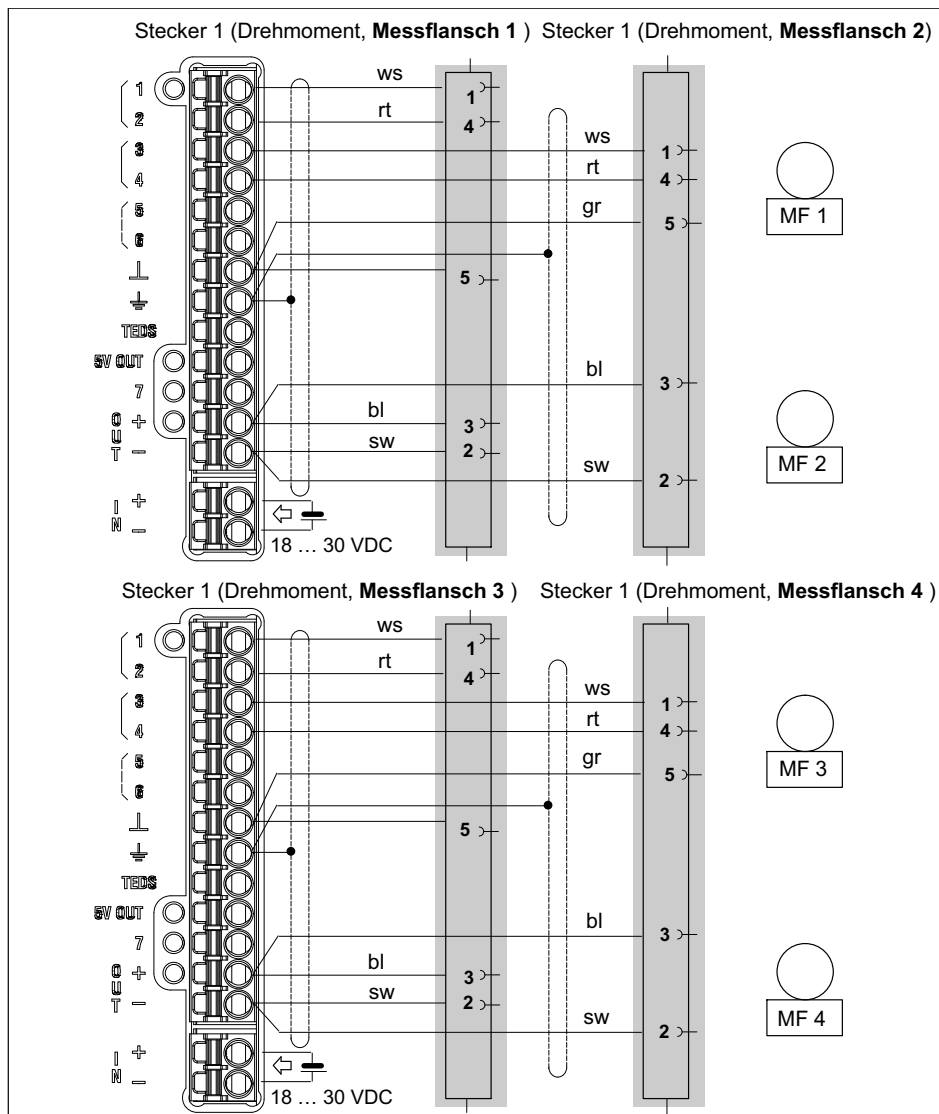 Stecker 1 (Drehmoment, Messflansch 1 ) Stecker 1 (Drehmoment, Messflansch 2)
1
2
3
4
5
6
TEDS
5V OUT
7
OUT + −
IN + −
ws
rt
bl
sw
18 ... 30 VDC
1
4
5
3
2
ws
rt
gr
bl
sw
1
4
5
3
2
MF 1
MF 2
Stecker 1 (Drehmoment, Messflansch 3 ) Stecker 1 (Drehmoment, Messflansch 4 )
1
2
3
4
5
6
TEDS
5V OUT
7
OUT + −
IN + −
ws
rt
bl
sw
18 ... 30 VDC
1
4
5
3
2
ws
rt
gr
bl
sw
1
4
5
3
2
MF 3
MF 4